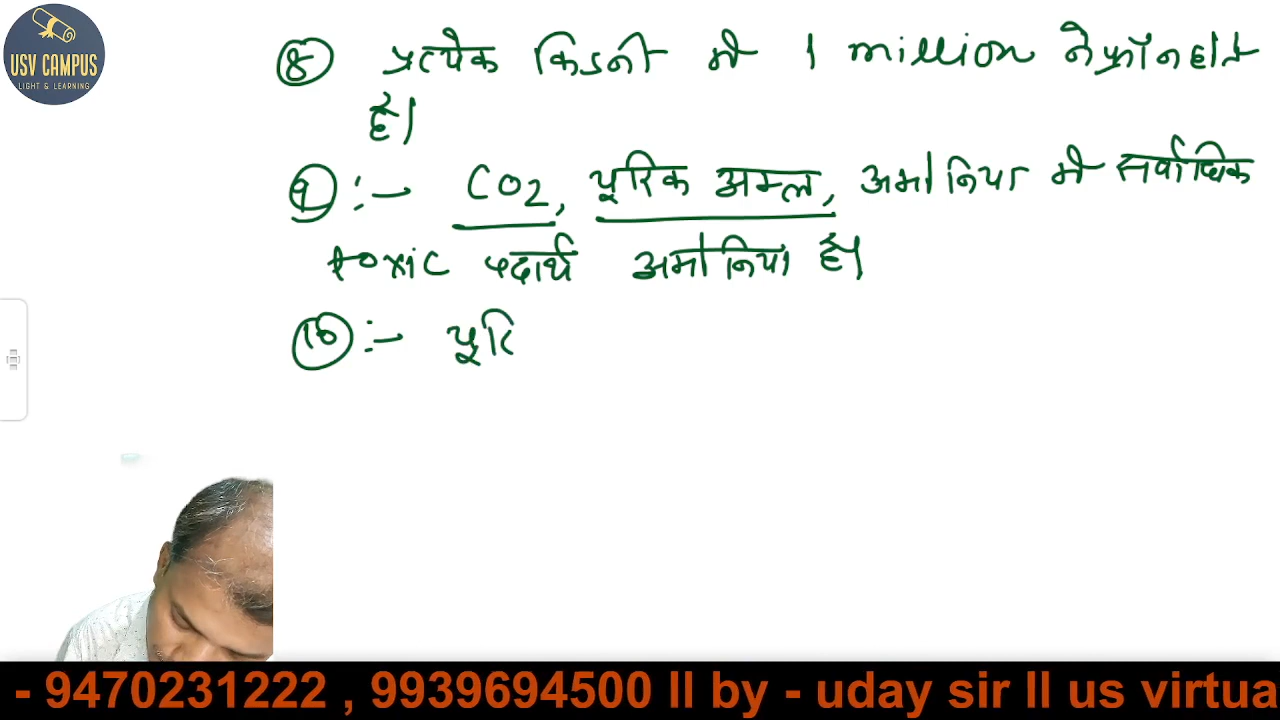 USV CAMPUS
LIGHT & LEARNING
⑧ प्रत्येक किडनी मे 1 million नेफ्रॉन होते
है।
⑨ :- CO2, यूरिक अम्ल, अमोनिया मे सर्वाधिक
toxic पदार्थ अमोनिया है।
⑩ :- यूरि
- 9470231222 , 9939694500 ll by - uday sir ll us virtua